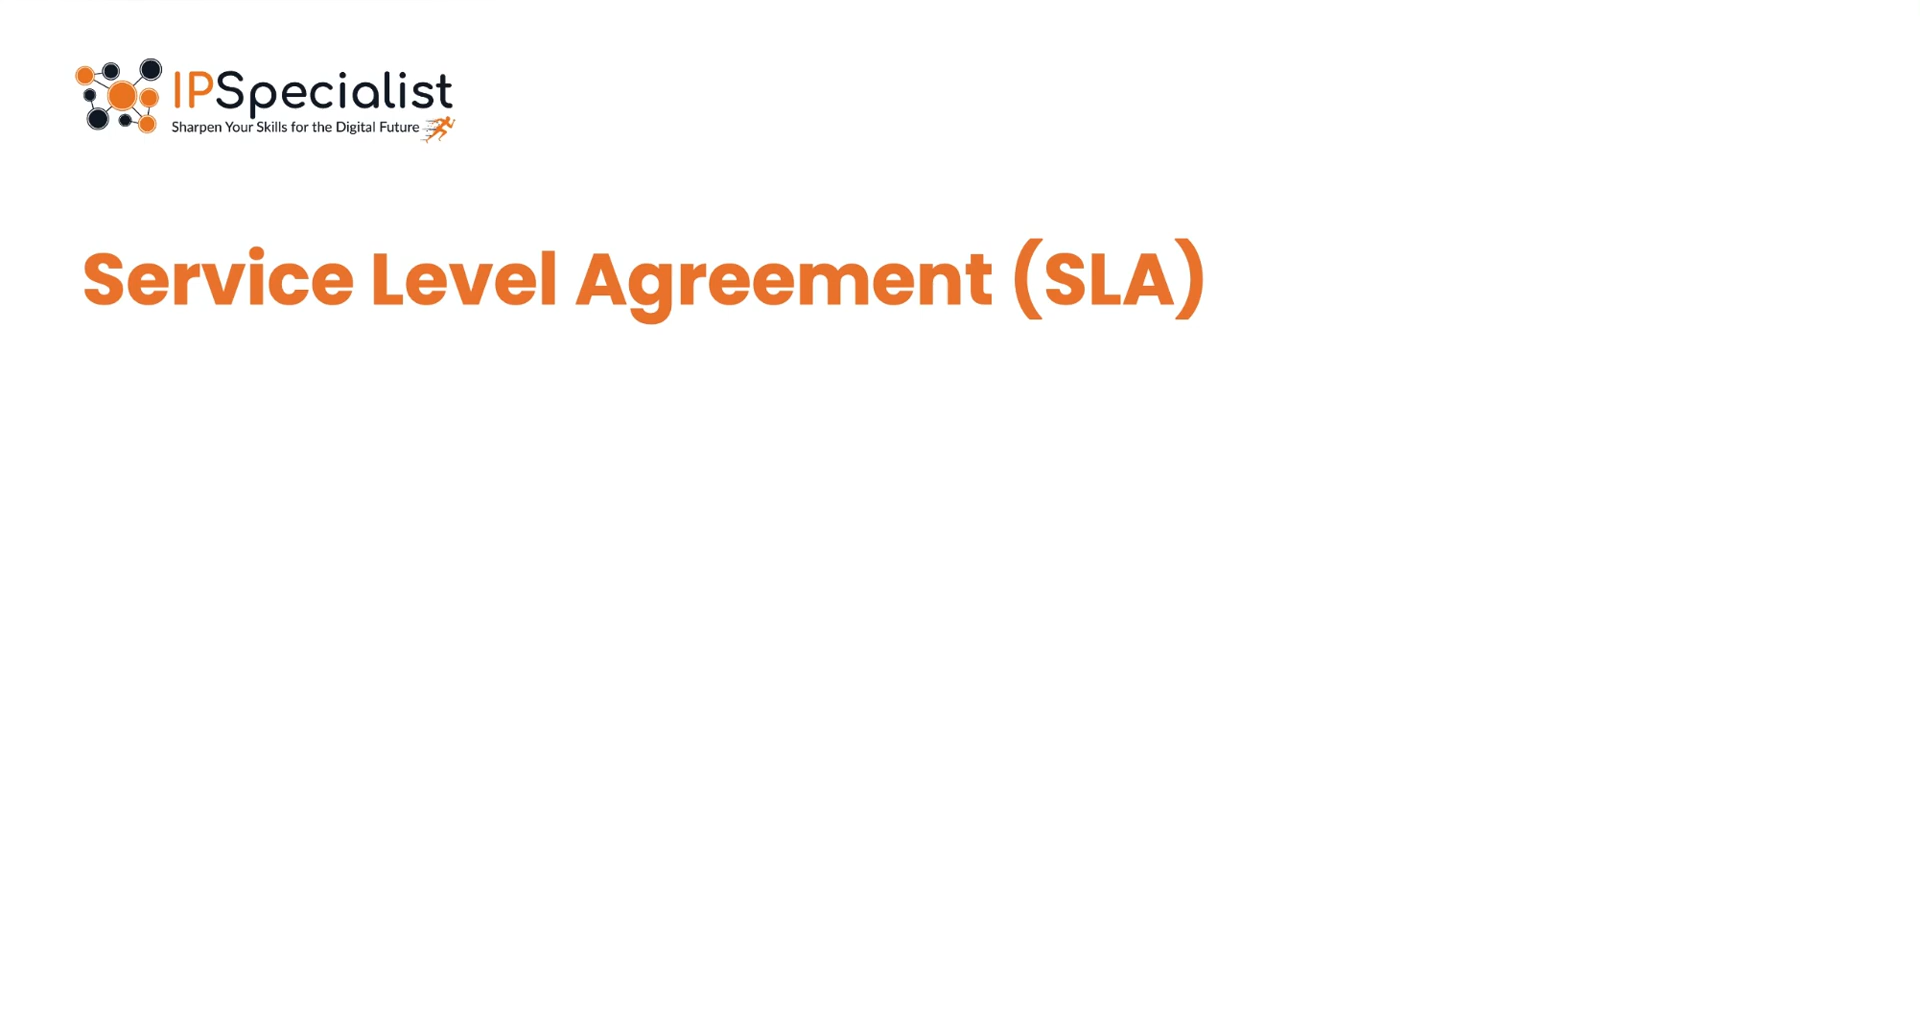 IPSpecialist
Sharpen Your Skills for the Digital Future
Service Level Agreement (SLA)